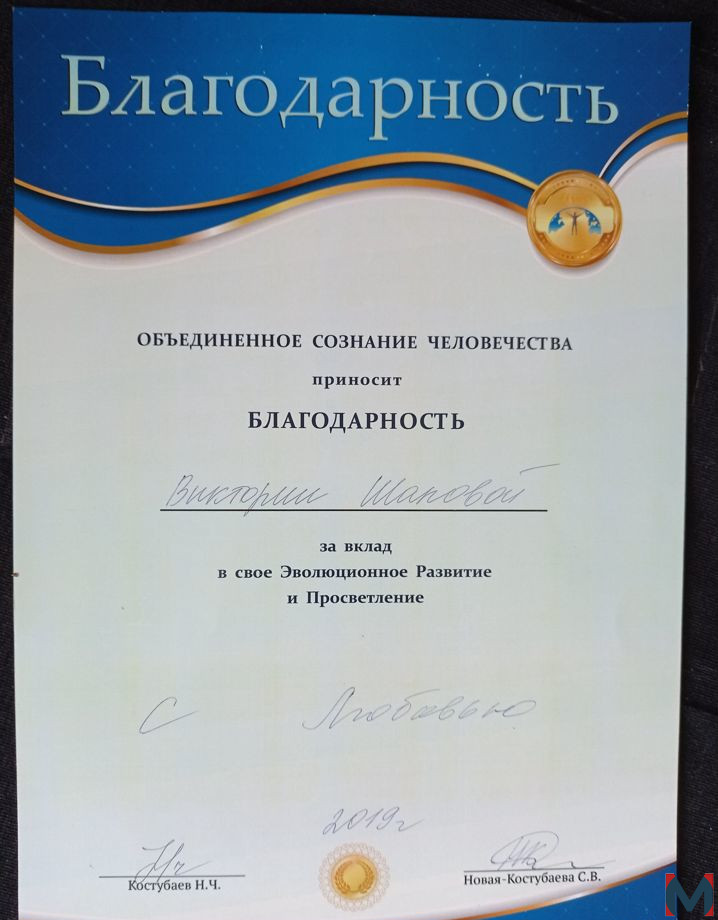 Благодарность
ОБЪЕДИНЕННОЕ СОЗНАНИЕ ЧЕЛОВЕЧЕСТВА
приносит
БЛАГОДАРНОСТЬ
Виктории Шаповой
за вклад
в свое Эволюционное Развитие
и Просветление
С Любовью
2019г
Костубаев Н.Ч.
Новая-Костубаева С.В.
M